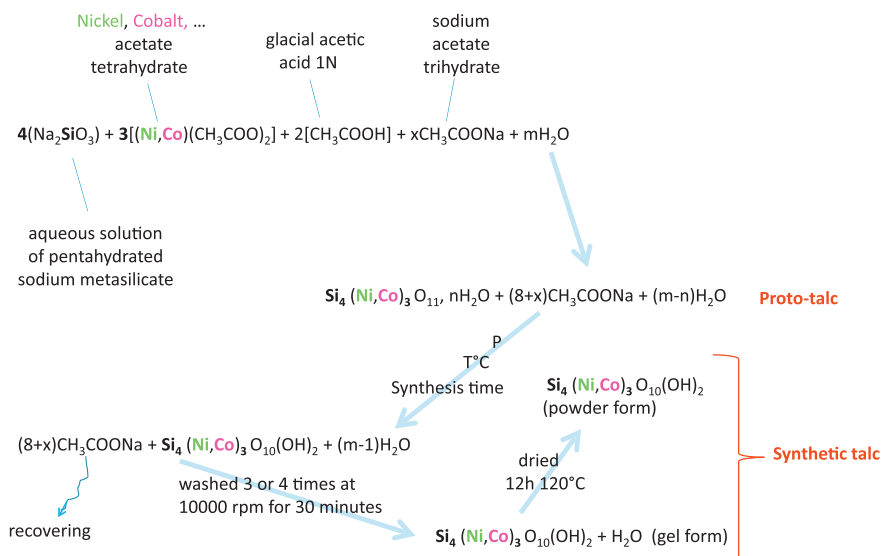 Nickel, Cobalt, ...
acetate
tetrahydrate
glacial acetic
acid 1N
sodium
acetate
trihydrate
4(Na₂SiO₃) + 3[(Ni,Co)(CH₃COO)₂] + 2[CH₃COOH] + xCH₃COONa + mH₂O
aqueous solution
of pentahydrated
sodium metasilicate
Si₄ (Ni,Co)₃ O₁₁, nH₂O + (8+x)CH₃COONa + (m-n)H₂O
Proto-talc
P
T°C
Synthesis time
Si₄ (Ni,Co)₃ O₁₀(OH)₂
(powder form)
(8+x)CH₃COONa + Si₄ (Ni,Co)₃ O₁₀(OH)₂ + (m-1)H₂O
Synthetic talc
dried
12h 120°C
washed 3 or 4 times at
10000 rpm for 30 minutes
recovering
Si₄ (Ni,Co)₃ O₁₀(OH)₂ + H₂O (gel form)